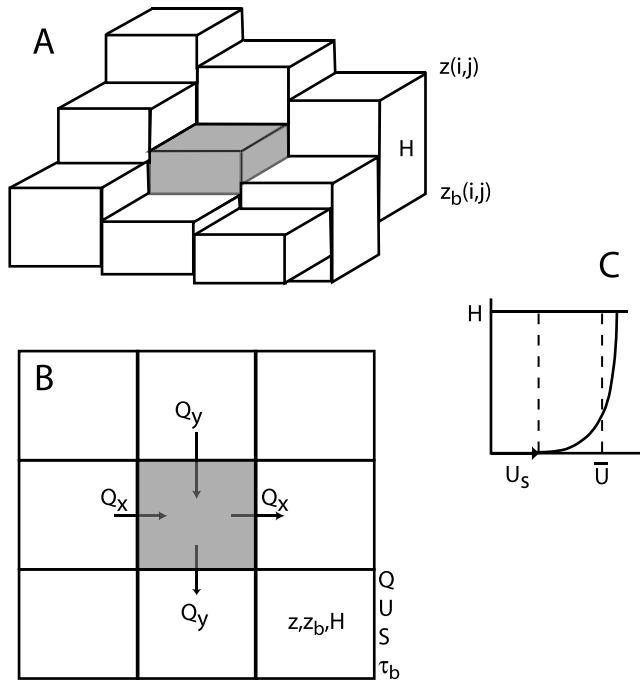 A
z(i,j)
H
z_b(i,j)
C
H
U_s
U̅
B
Q_y
Q_x
Q_x
Q_y
z,z_b,H
Q
U
S
τ_b